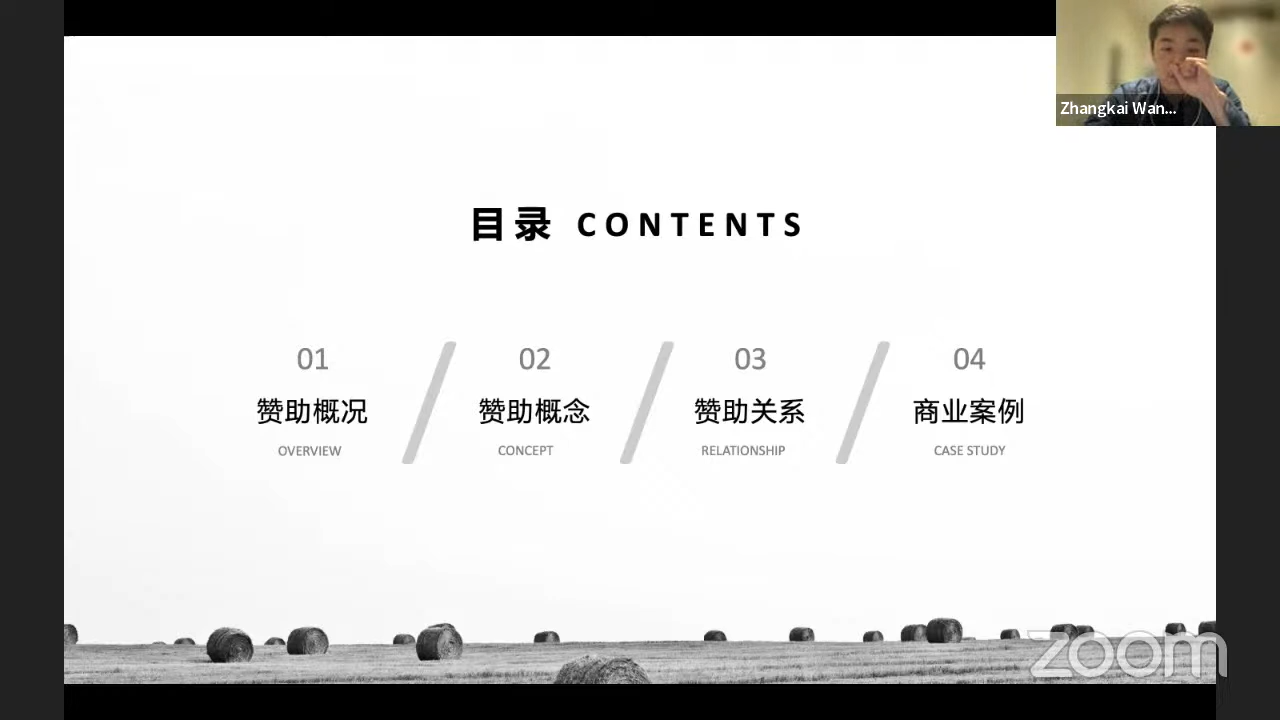 Zhangkai Wan...
目录 CONTENTS
01
赞助概况
OVERVIEW
02
赞助概念
CONCEPT
03
赞助关系
RELATIONSHIP
04
商业案例
CASE STUDY
zoom